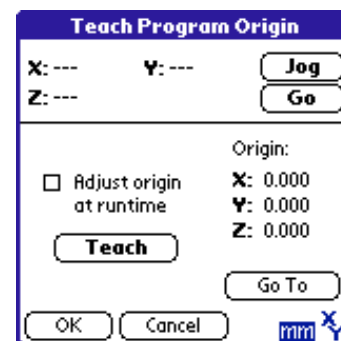 Teach Program Origin
X: --- Y: --- Jog
Z: --- Go
Origin:
Adjust origin X: 0.000
at runtime Y: 0.000
Z: 0.000
Teach
Go To
OK Cancel mm X
Y